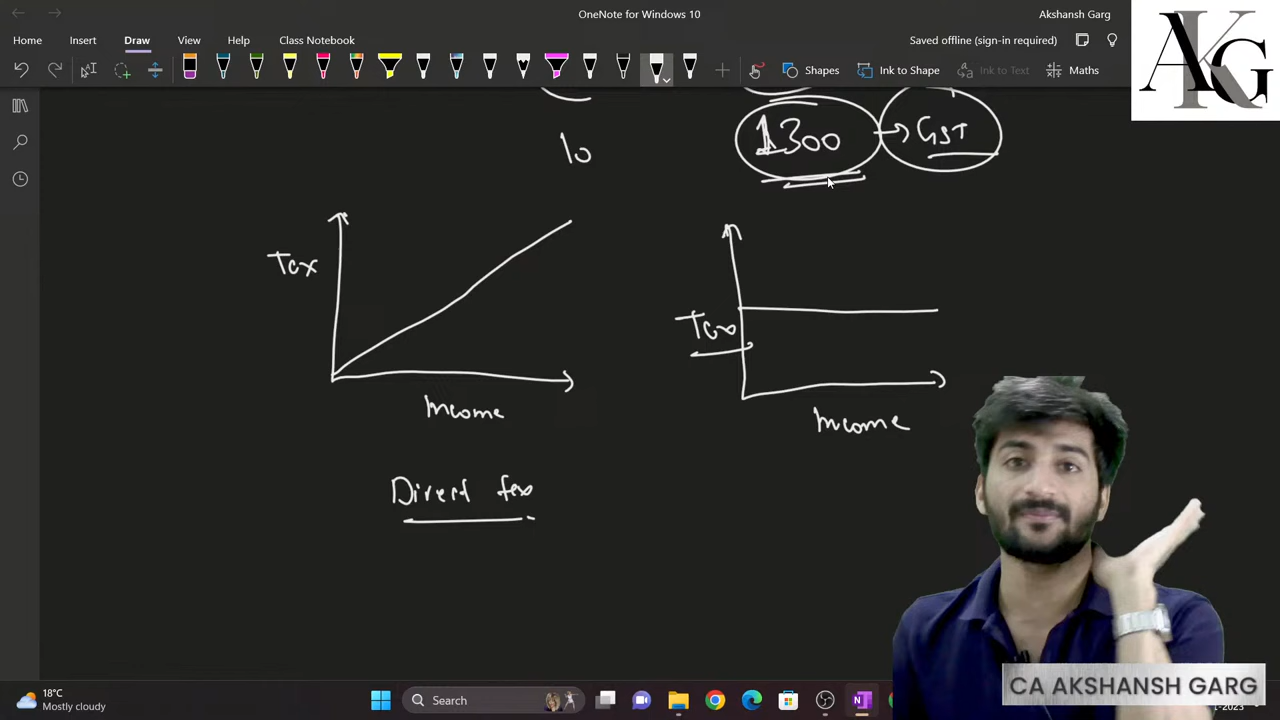 OneNote for Windows 10
Akshansh Garg
Home Insert Draw View Help Class Notebook
Saved offline (sign-in required)
Shapes Ink to Shape Ink to Text Maths
AKG
10
1300 → GST
Tax
Income
Tax
Income
Direct tax
CA AKSHANSH GARG
18°C
Mostly cloudy
Search
-2023